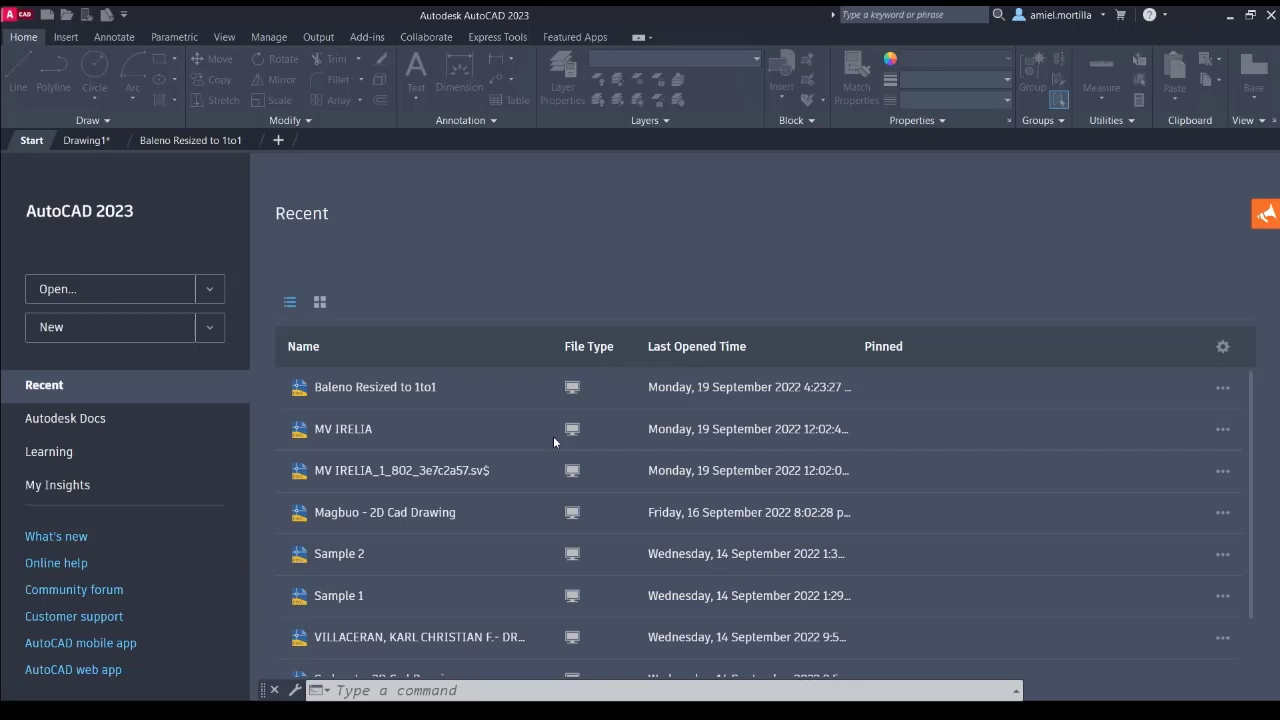 A CAD
Autodesk AutoCAD 2023
Type a keyword or phrase
amiel.mortilla
Home Insert Annotate Parametric View Manage Output Add-ins Collaborate Express Tools Featured Apps
Line Polyline Circle Arc
Move Rotate Trim
Copy Mirror Fillet
Stretch Scale Array
Text Dimension Table
Layer Properties
Insert
Match Properties
Group
Measure
Paste
Base
Draw Modify Annotation Layers Block Properties Groups Utilities Clipboard View
Start Drawing1* Baleno Resized to 1to1
AutoCAD 2023
Open...
New
Recent
Autodesk Docs
Learning
My Insights
What's new
Online help
Community forum
Customer support
AutoCAD mobile app
AutoCAD web app
Recent
Name File Type Last Opened Time Pinned
Baleno Resized to 1to1 Monday, 19 September 2022 4:23:27 ...
MV IRELIA Monday, 19 September 2022 12:02:4...
MV IRELIA_1_802_3e7c2a57.sv$ Monday, 19 September 2022 12:02:0...
Magbuo - 2D Cad Drawing Friday, 16 September 2022 8:02:28 p...
Sample 2 Wednesday, 14 September 2022 1:3...
Sample 1 Wednesday, 14 September 2022 1:29...
VILLACERAN, KARL CHRISTIAN F.- DR... Wednesday, 14 September 2022 9:5...
Type a command